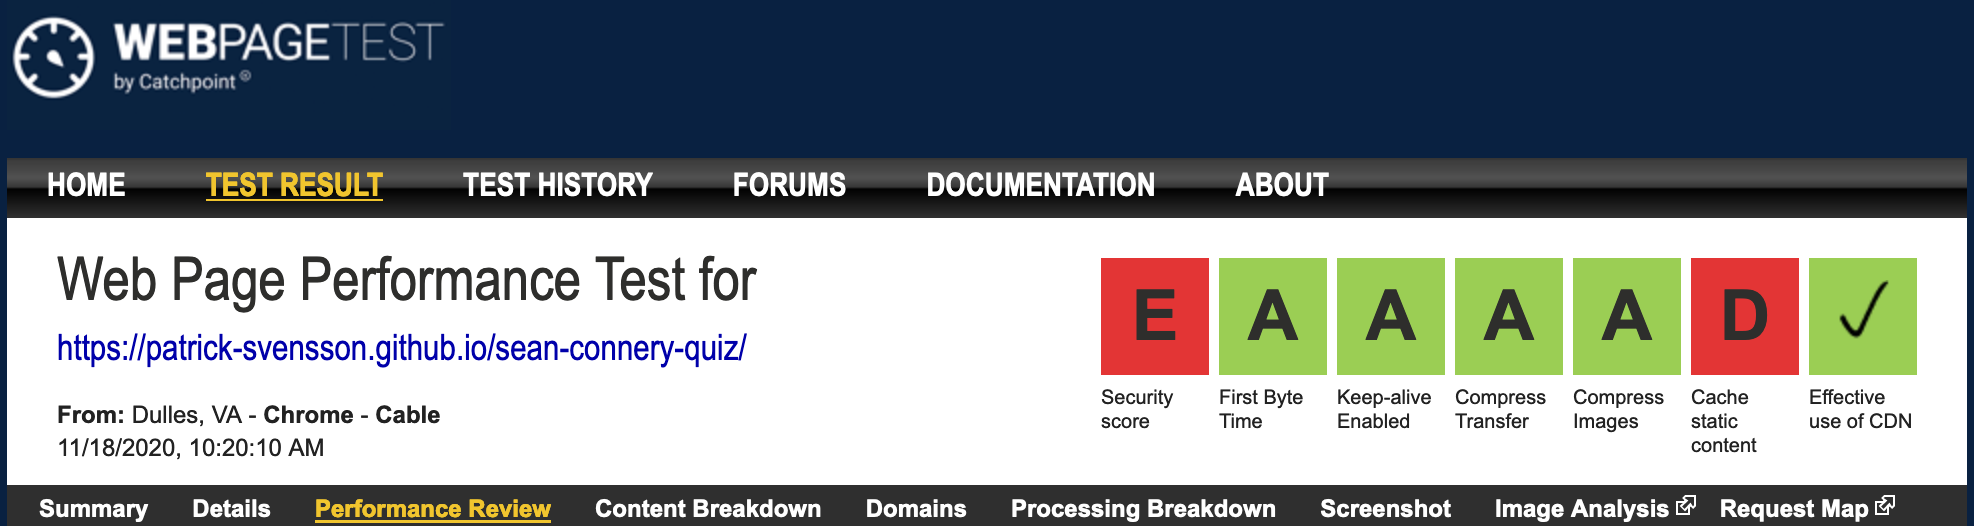 WEBPAGETEST
by Catchpoint®
HOME TEST RESULT TEST HISTORY FORUMS DOCUMENTATION ABOUT
Web Page Performance Test for
https://patrick-svensson.github.io/sean-connery-quiz/
From: Dulles, VA - Chrome - Cable
11/18/2020, 10:20:10 AM
E A A A A D ✓
Security score
First Byte Time
Keep-alive Enabled
Compress Transfer
Compress Images
Cache static content
Effective use of CDN
Summary Details Performance Review Content Breakdown Domains Processing Breakdown Screenshot Image Analysis Request Map